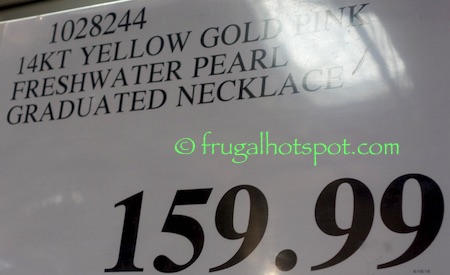 1028244
14KT YELLOW GOLD PINK
FRESHWATER PEARL
GRADUATED NECKLACE
© frugalhotspot.com
159.99